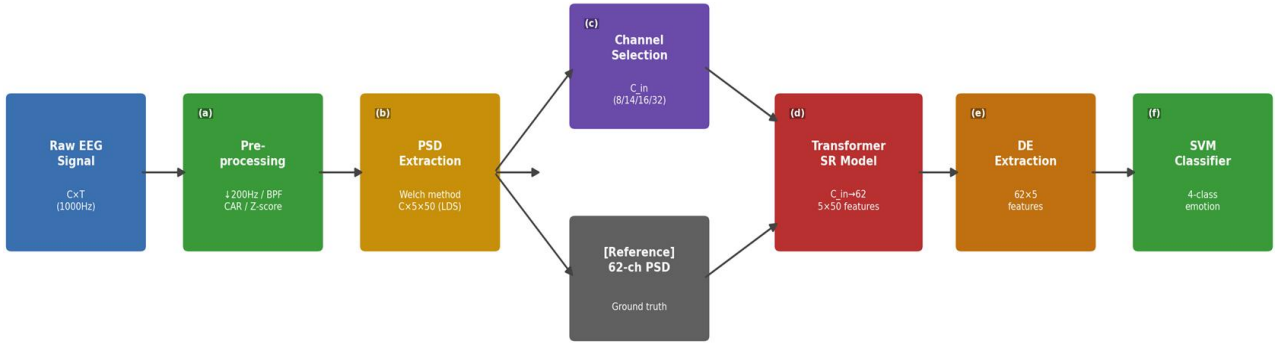 Raw EEG
Signal
C×T
(1000Hz)
(a)
Pre-
processing
↓200Hz / BPF
CAR / Z-score
(b)
PSD
Extraction
Welch method
C×5×50 (LDS)
(c)
Channel
Selection
C_in
(8/14/16/32)
[Reference]
62-ch PSD
Ground truth
(d)
Transformer
SR Model
C_in→62
5×50 features
(e)
DE
Extraction
62×5
features
(f)
SVM
Classifier
4-class
emotion